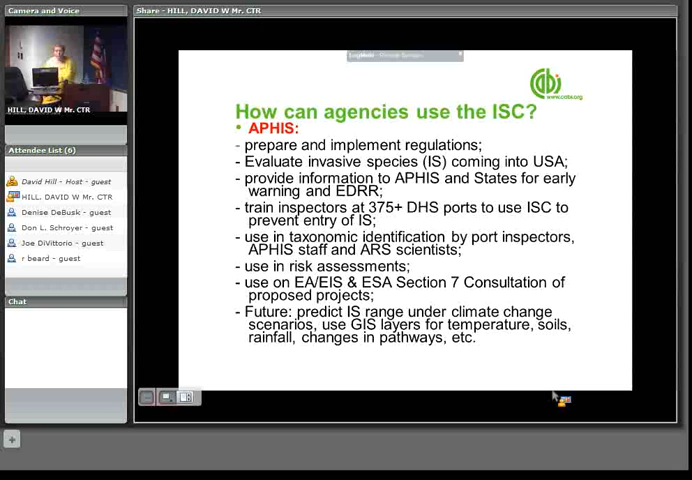 Camera and Voice
HILL, DAVID W Mr. CTR
Attendee List (6)
David Hill - Host - guest
HILL, DAVID W Mr. CTR
Denise DeBusk - guest
Don L. Schroyer - guest
Joe DiVittorio - guest
r beard - guest
Chat
Share - HILL, DAVID W Mr. CTR
cabi
www.cabi.org
How can agencies use the ISC?
• APHIS:
- prepare and implement regulations;
- Evaluate invasive species (IS) coming into USA;
- provide information to APHIS and States for early
warning and EDRR;
- train inspectors at 375+ DHS ports to use ISC to
prevent entry of IS;
- use in taxonomic identification by port inspectors,
APHIS staff and ARS scientists;
- use in risk assessments;
- use on EA/EIS & ESA Section 7 Consultation of
proposed projects;
- Future: predict IS range under climate change
scenarios, use GIS layers for temperature, soils,
rainfall, changes in pathways, etc.